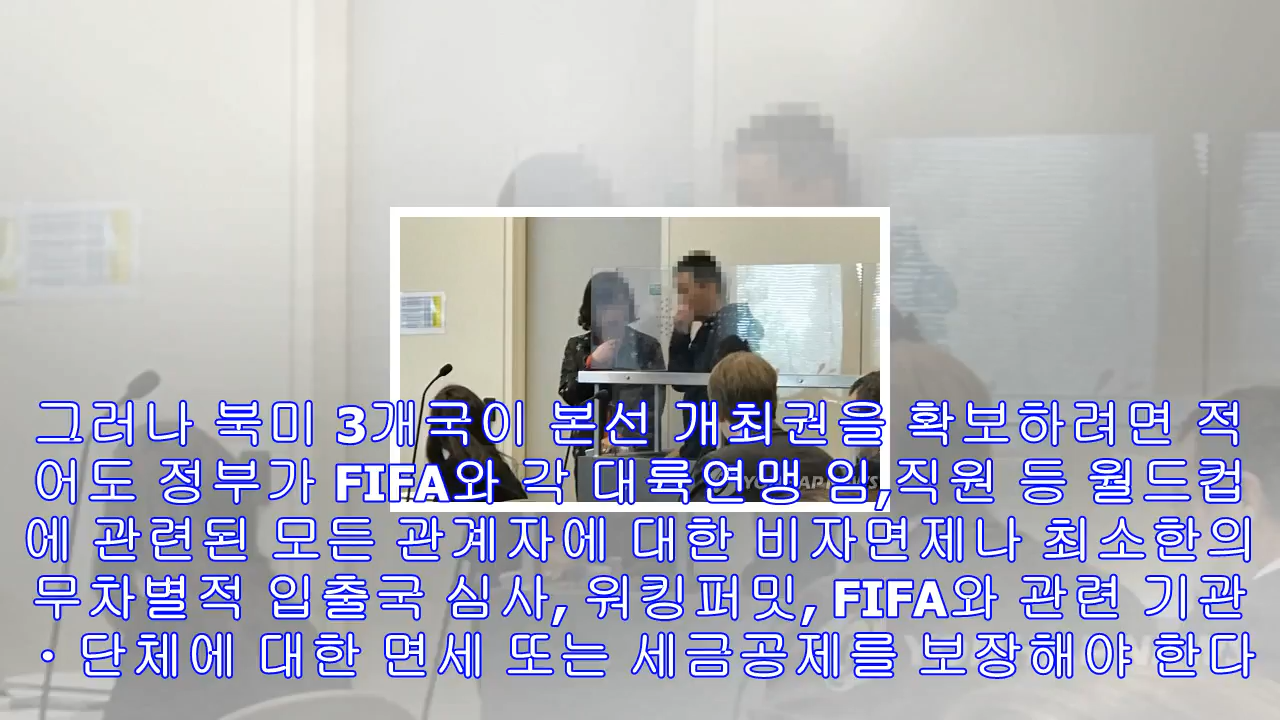 그러나 북미 3개국이 본선 개최권을 확보하려면 적
어도 정부가 FIFA와 각 대륙연맹 임,직원 등 월드컵
에 관련된 모든 관계자에 대한 비자면제나 최소한의
무차별적 입출국 심사, 워킹퍼밋, FIFA와 관련 기관
· 단체에 대한 면세 또는 세금공제를 보장해야 한다